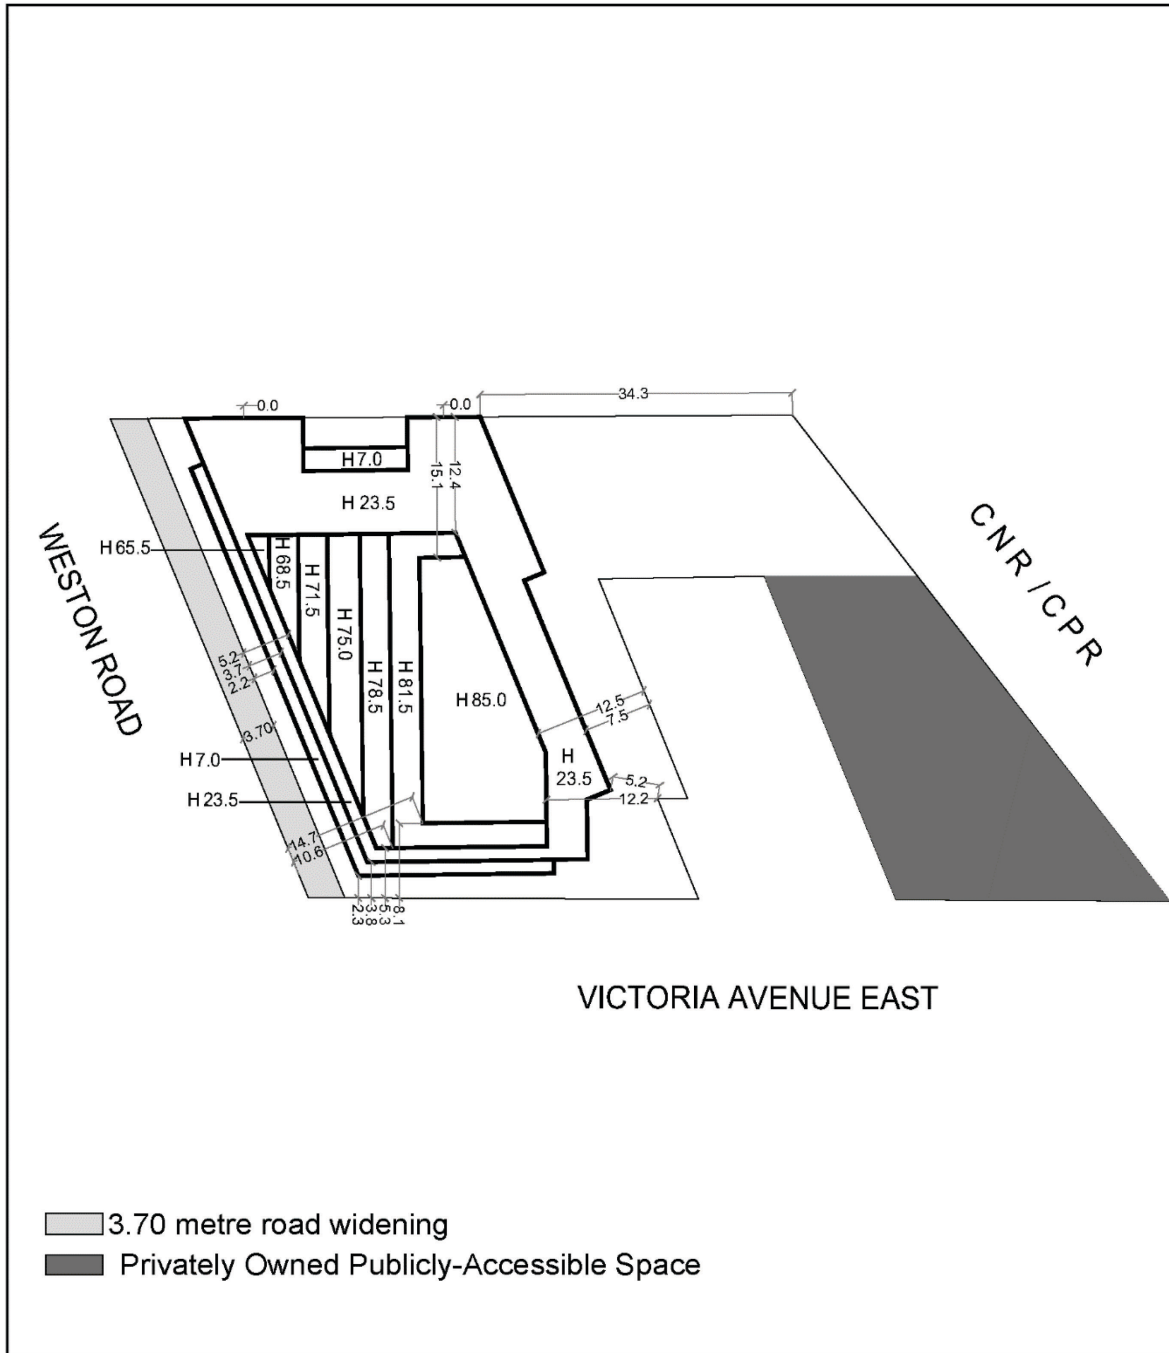 0.0
0.0
34.3
H 7.0
15.1
12.4
H 23.5
WESTON ROAD
CNR / CPR
H 65.5
H 68.5
H 71.5
H 75.0
H 78.5
H 81.5
H 85.0
5.2
3.7
2.2
3.70
12.5
7.5
H 7.0
H
23.5
5.2
12.2
H 23.5
14.7
10.6
2.3
3.8
5.3
8.1
VICTORIA AVENUE EAST
3.70 metre road widening
Privately Owned Publicly-Accessible Space